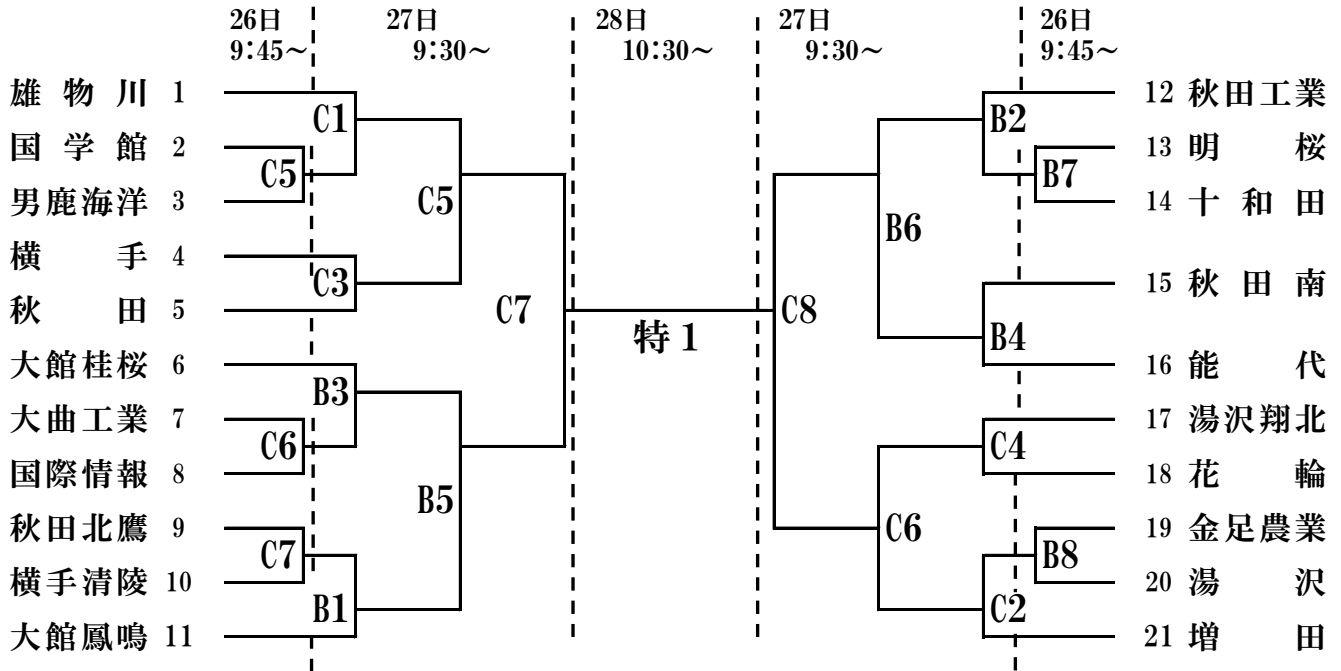 26日 27日 28日 27日 26日
9:45〜 9:30〜 10:30〜 9:30〜 9:45〜
雄物川 1
国学館 2
男鹿海洋 3
横手 4
秋田 5
大館桂桜 6
大曲工業 7
国際情報 8
秋田北鷹 9
横手清陵 10
大館鳳鳴 11
C1
C5
C3
B3
C6
C7
B1
C5
B5
C7
特1
C8
B6
C6
B2
B7
B4
C4
B8
C2
12 秋田工業
13 明桜
14 十和田
15 秋田南
16 能代
17 湯沢翔北
18 花輪
19 金足農業
20 湯沢
21 増田